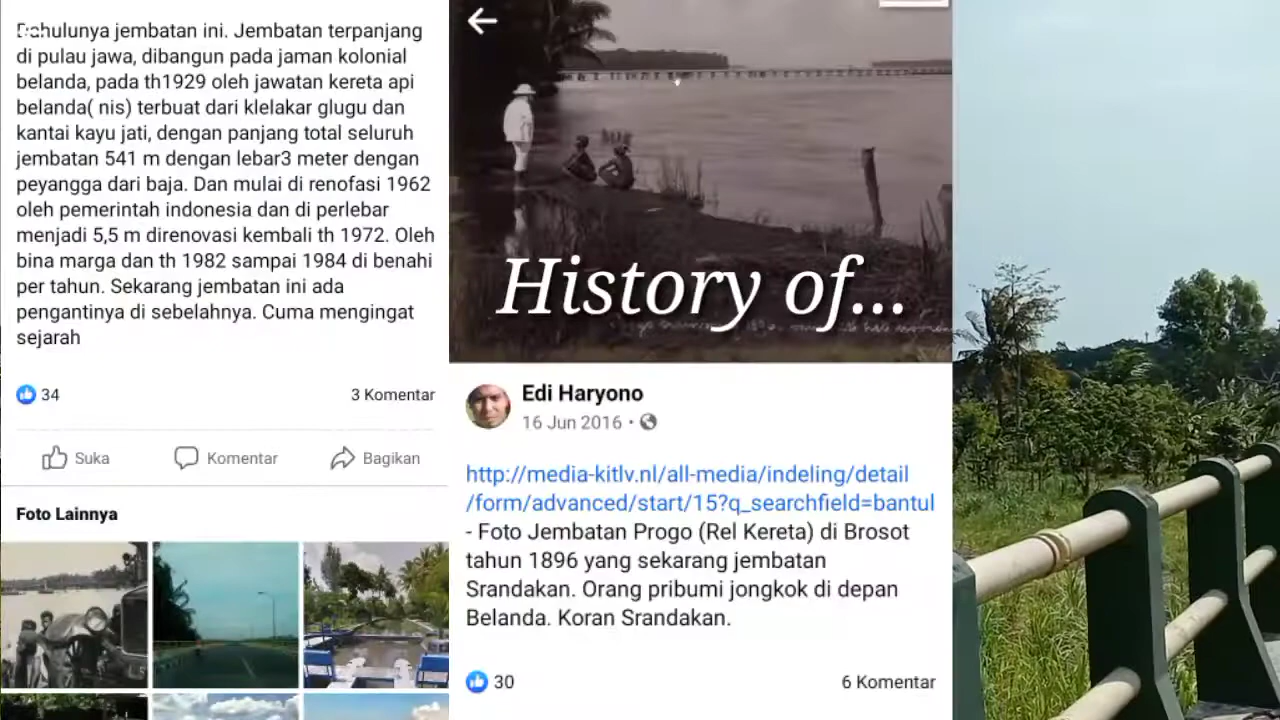 Dahulunya jembatan ini. Jembatan terpanjang
di pulau jawa, dibangun pada jaman kolonial
belanda, pada th1929 oleh jawatan kereta api
belanda( nis) terbuat dari klelakar glugu dan
kantai kayu jati, dengan panjang total seluruh
jembatan 541 m dengan lebar3 meter dengan
peyangga dari baja. Dan mulai di renofasi 1962
oleh pemerintah indonesia dan di perlebar
menjadi 5,5 m direnovasi kembali th 1972. Oleh
bina marga dan th 1982 sampai 1984 di benahi
per tahun. Sekarang jembatan ini ada
pengantinya di sebelahnya. Cuma mengingat
sejarah
34
3 Komentar
Suka
Komentar
Bagikan
Foto Lainnya
History of...
Edi Haryono
16 Jun 2016 •
http://media-kitlv.nl/all-media/indeling/detail
/form/advanced/start/15?q_searchfield=bantul
- Foto Jembatan Progo (Rel Kereta) di Brosot
tahun 1896 yang sekarang jembatan
Srandakan. Orang pribumi jongkok di depan
Belanda. Koran Srandakan.
30
6 Komentar